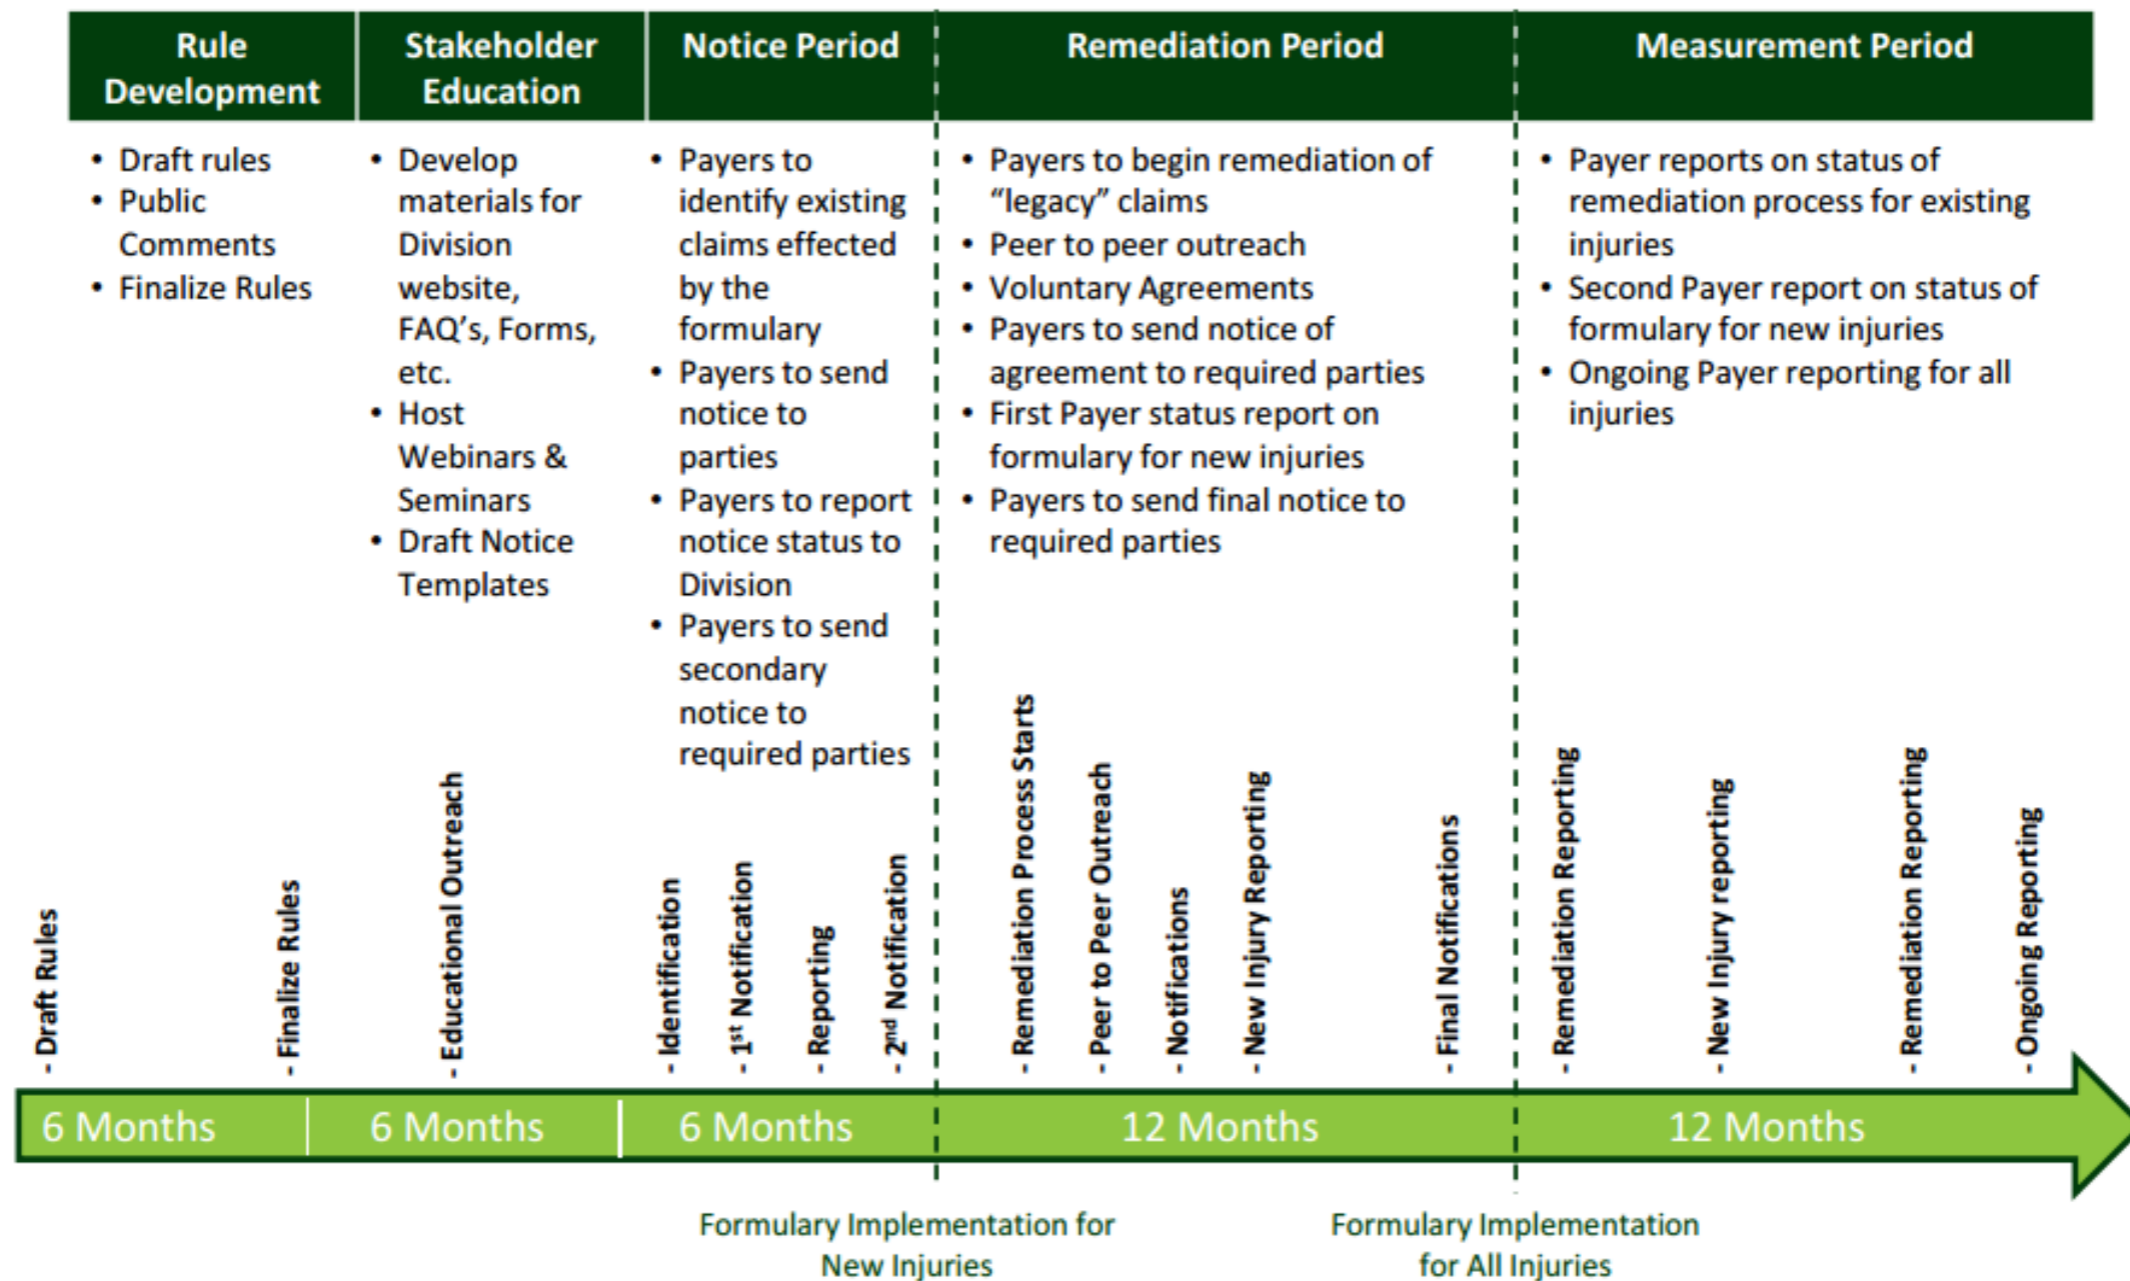 Rule
Development
Stakeholder
Education
Notice Period
Remediation Period
Measurement Period
• Draft rules
• Public
Comments
• Finalize Rules
• Develop
materials for
Division
website,
FAQ's, Forms,
etc.
• Host
Webinars &
Seminars
• Draft Notice
Templates
• Payers to
identify existing
claims effected
by the
formulary
• Payers to send
notice to
parties
• Payers to report
notice status to
Division
• Payers to send
secondary
notice to
required parties
• Payers to begin remediation of
“legacy” claims
• Peer to peer outreach
• Voluntary Agreements
• Payers to send notice of
agreement to required parties
• First Payer status report on
formulary for new injuries
• Payers to send final notice to
required parties
• Payer reports on status of
remediation process for existing
injuries
• Second Payer report on status of
formulary for new injuries
• Ongoing Payer reporting for all
injuries
- Draft Rules
- Finalize Rules
- Educational Outreach
- Identification
- 1st Notification
- Reporting
- 2nd Notification
- Remediation Process Starts
- Peer to Peer Outreach
- Notifications
- New Injury Reporting
- Final Notifications
- Remediation Reporting
- New Injury reporting
- Remediation Reporting
- Ongoing Reporting
6 Months
6 Months
6 Months
12 Months
12 Months
Formulary Implementation for
New Injuries
Formulary Implementation
for All Injuries